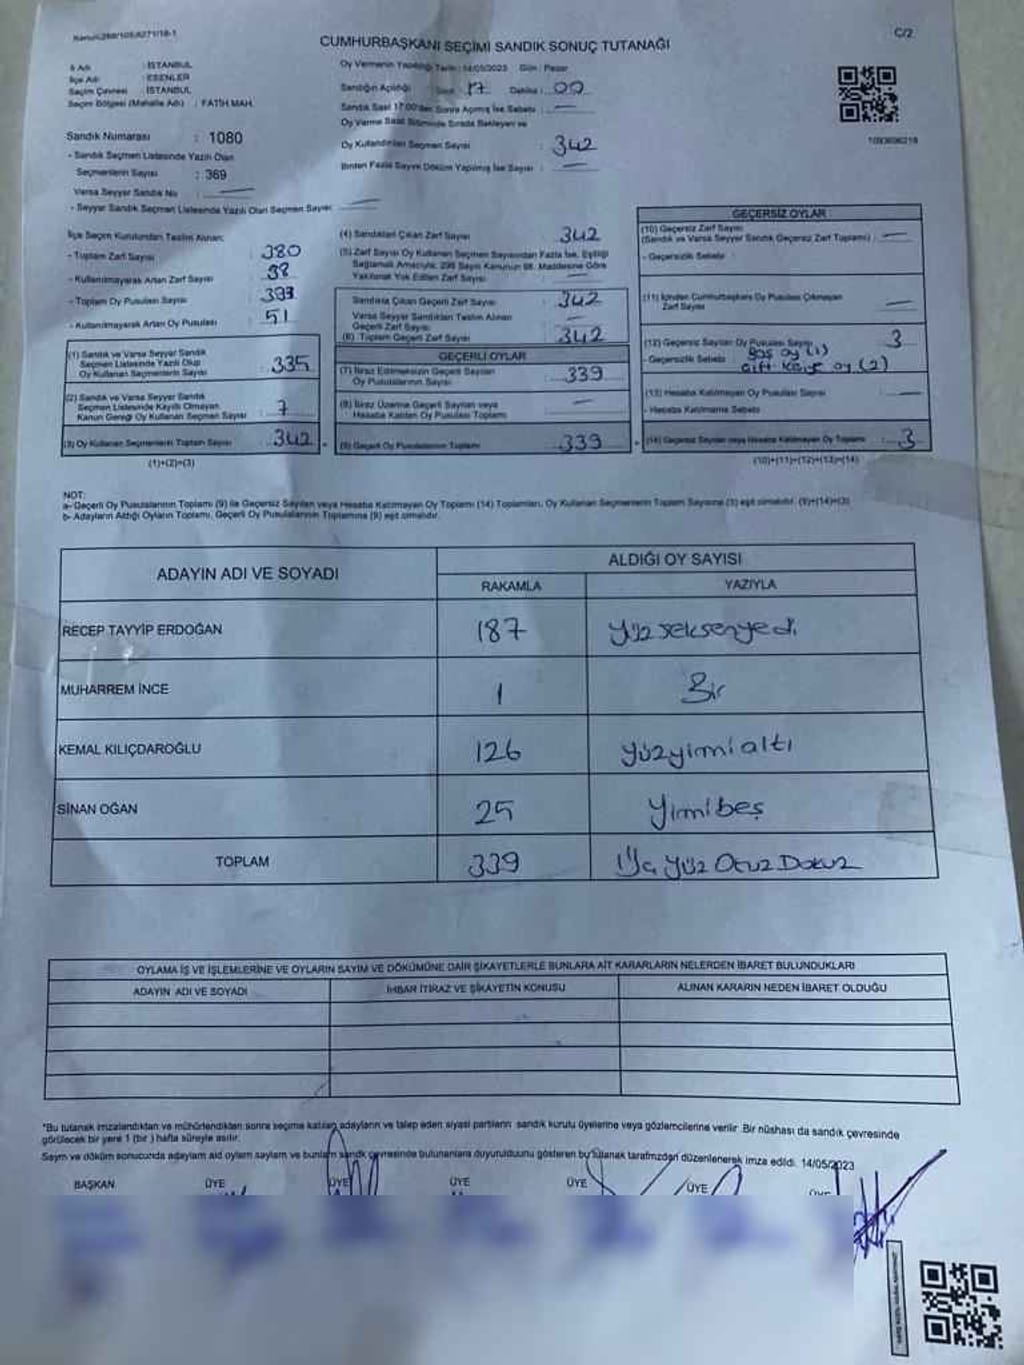 C/2
CUMHURBAŞKANI SEÇİMİ SANDIK SONUÇ TUTANAĞI
İl Adı : İSTANBUL
İlçe Adı : ESENLER
Seçim Çevresi : İSTANBUL
Seçim Bölgesi (Mahalle Adı) : FATİH MAH.
Sandık Numarası : 1080
- Sandık Seçmen Listesinde Yazılı Olan
Seçmenlerin Sayısı : 369
Varsa Seyyar Sandık No : —
- Seyyar Sandık Seçmen Listesinde Yazılı Olan Seçmen Sayısı —
Oy Vermenin Yapıldığı Tarih : 14/05/2023 Gün : Pazar
Sandığın Açıldığı Saat : 17 Dakika : 00
Sandık Saat 17:00'den Sonra Açılmış İse Sebebi : —
Oy Verme Saat Bitiminde Sırada Bekleyen ve
Oy Kullandırılan Seçmen Sayısı 342
Birden Fazla Sayım Döküm Yapılmış İse Sayısı : —
1093696218
İlçe Seçim Kurulundan Teslim Alınan;
- Toplam Zarf Sayısı : 380
- Kullanılmayarak Artan Zarf Sayısı : 38
- Toplam Oy Pusulası Sayısı : 393
- Kullanılmayarak Artan Oy Pusulası : 51
(1) Sandık ve Varsa Seyyar Sandık
Seçmen Listesinde Yazılı Olup
Oy Kullanan Seçmenlerin Sayısı : 335
(2) Sandık ve Varsa Seyyar Sandık
Seçmen Listesinde Kayıtlı Olmayan
Kanun Gereği Oy Kullanan Seçmen Sayısı : 7
(3) Oy Kullanan Seçmenlerin Toplam Sayısı : 342
(1)+(2)=(3)
(4) Sandıktan Çıkan Zarf Sayısı : 342
(5) Zarf Sayısı Oy Kullanan Seçmen Sayısından Fazla İse, Eşitliği
Sağlamak Amacıyla, 298 Sayılı Kanunun 98. Maddesine Göre
Yakılarak Yok Edilen Zarf Sayısı : —
Sandıkta Çıkan Geçerli Zarf Sayısı : 342
Varsa Seyyar Sandıktan Teslim Alınan
Geçerli Zarf Sayısı : —
(6) Toplam Geçerli Zarf Sayısı : 342
GEÇERLİ OYLAR
(7) İtiraz Edilmeksizin Geçerli Sayılan
Oy Pusulalarının Sayısı : 339
(8) İtiraz Üzerine Geçerli Sayılan veya
Hesaba Katılan Oy Pusulaları Toplamı : —
(9) Geçerli Oy Pusulalarının Toplamı : 339
GEÇERSİZ OYLAR
(10) Geçersiz Zarf Sayısı
(Sandık ve Varsa Seyyar Sandık Geçersiz Zarf Toplamı) : —
- Geçersizlik Sebebi :
(11) İçinden Cumhurbaşkanı Oy Pusulası Çıkmayan
Zarf Sayısı : —
(12) Geçersiz Sayılan Oy Pusulası Sayısı : 3
- Geçersizlik Sebebi : Boş oy (1)
Çift Kaşe oy (2)
(13) Hesaba Katılmayan Oy Pusulası Sayısı : —
- Hesaba Katılmama Sebebi :
(14) Geçersiz Sayılan veya Hesaba Katılmayan Oy Toplamı : 3
(10)+(11)+(12)+(13)=(14)
NOT:
a- Geçerli Oy Pusulalarının Toplamı (9) ile Geçersiz Sayılan veya Hesaba Katılmayan Oy Toplamı (14) Toplamları, Oy Kullanan Seçmenlerin Toplam Sayısına (3) eşit olmalıdır. (9)+(14)=(3)
b- Adayların Aldığı Oyların Toplamı, Geçerli Oy Pusulalarının Toplamına (9) eşit olmalıdır.
ADAYIN ADI VE SOYADI
ALDIĞI OY SAYISI
RAKAMLA YAZIYLA
RECEP TAYYİP ERDOĞAN 187 Yüz seksenyedi
MUHARREM İNCE 1 Bir
KEMAL KILIÇDAROĞLU 126 yüzyimialtı
SİNAN OĞAN 25 Yimibeş
TOPLAM 339 Üç Yüz Otuz Dokuz
OYLAMA İŞ VE İŞLEMLERİNE VE OYLARIN SAYIM VE DÖKÜMÜNE DAİR ŞİKAYETLERLE BUNLARA AİT KARARLARIN NELERDEN İBARET BULUNDUKLARI
ADAYIN ADI VE SOYADI İHBAR İTİRAZ VE ŞİKAYETİN KONUSU ALINAN KARARIN NEDEN İBARET OLDUĞU
*Bu tutanak imzalandıktan ve mühürlendikten sonra seçime katılan adayların ve talep eden siyasi partilerin sandık kurulu üyelerine veya gözlemcilerine verilir. Bir nüshası da sandık çevresinde
görülecek bir yere 1 (bir) hafta süreyle asılır.
Sayım ve döküm sonucunda adayların aldığı oyların sayısını ve bunların sandık çevresinde bulunanlara duyurulduğunu gösteren bu tutanak tarafımızdan düzenlenerek imza edildi. 14/05/2023
BAŞKAN ÜYE ÜYE ÜYE ÜYE ÜYE ÜYE